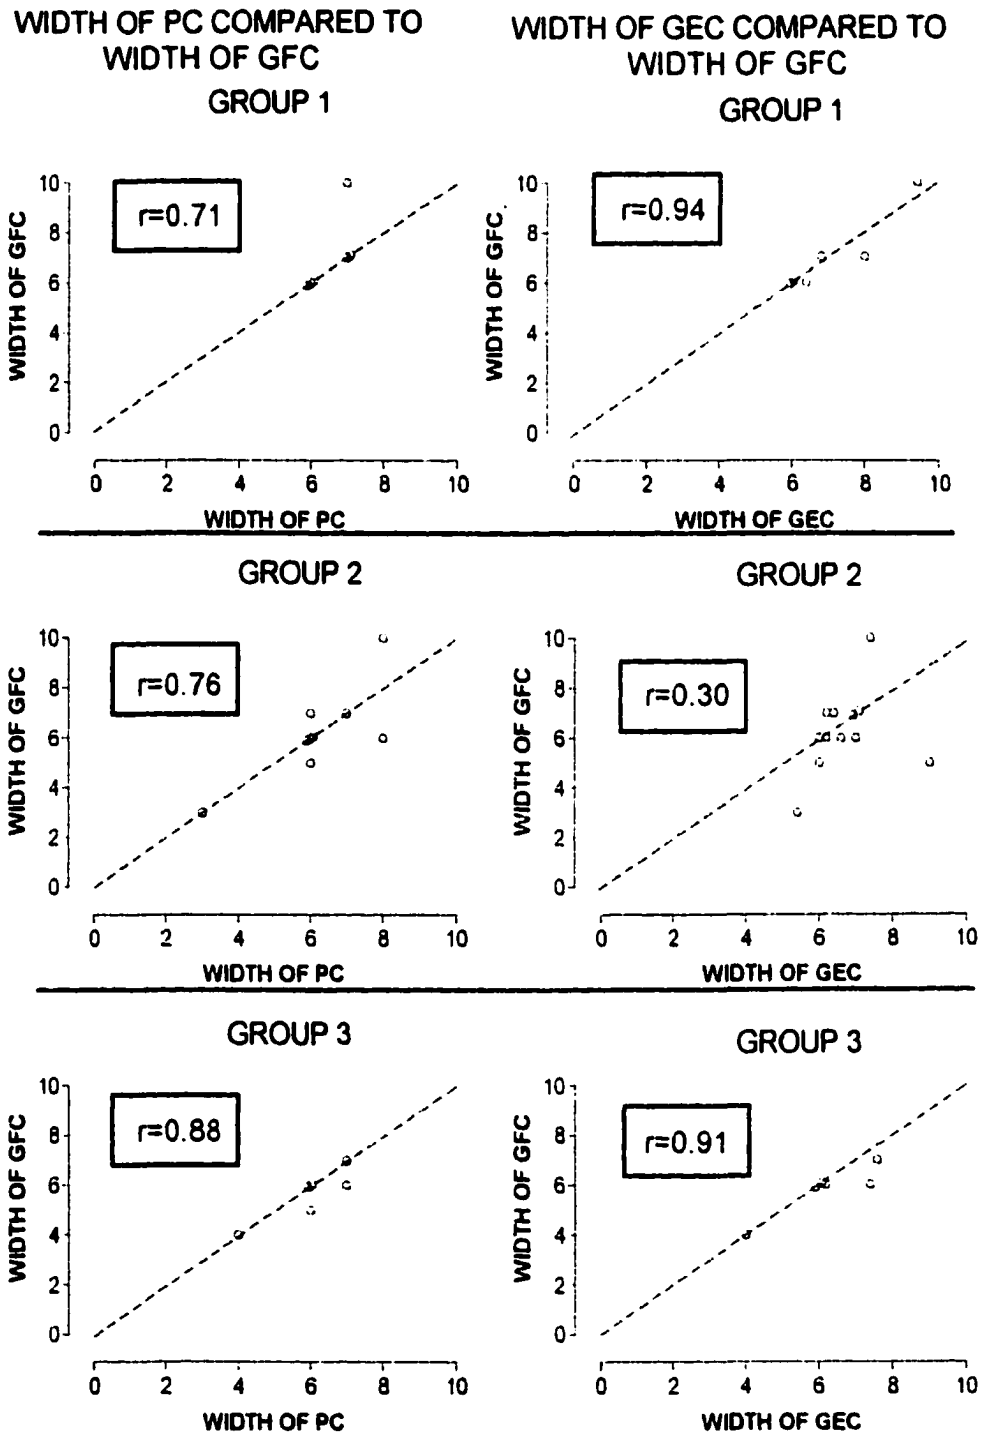 WIDTH OF PC COMPARED TO
WIDTH OF GFC
GROUP 1
WIDTH OF GFC
10
8
6
4
2
0
r=0.71
0 2 4 6 8 10
WIDTH OF PC
WIDTH OF GEC COMPARED TO
WIDTH OF GFC
GROUP 1
WIDTH OF GFC
10
8
6
4
2
0
r=0.94
0 2 4 6 8 10
WIDTH OF GEC
GROUP 2
WIDTH OF GFC
10
8
6
4
2
0
r=0.76
0 2 4 6 8 10
WIDTH OF PC
GROUP 2
WIDTH OF GFC
10
8
6
4
2
0
r=0.30
0 2 4 6 8 10
WIDTH OF GEC
GROUP 3
WIDTH OF GFC
10
8
6
4
2
0
r=0.88
0 2 4 6 8 10
WIDTH OF PC
GROUP 3
WIDTH OF GFC
10
8
6
4
2
0
r=0.91
0 2 4 6 8 10
WIDTH OF GEC